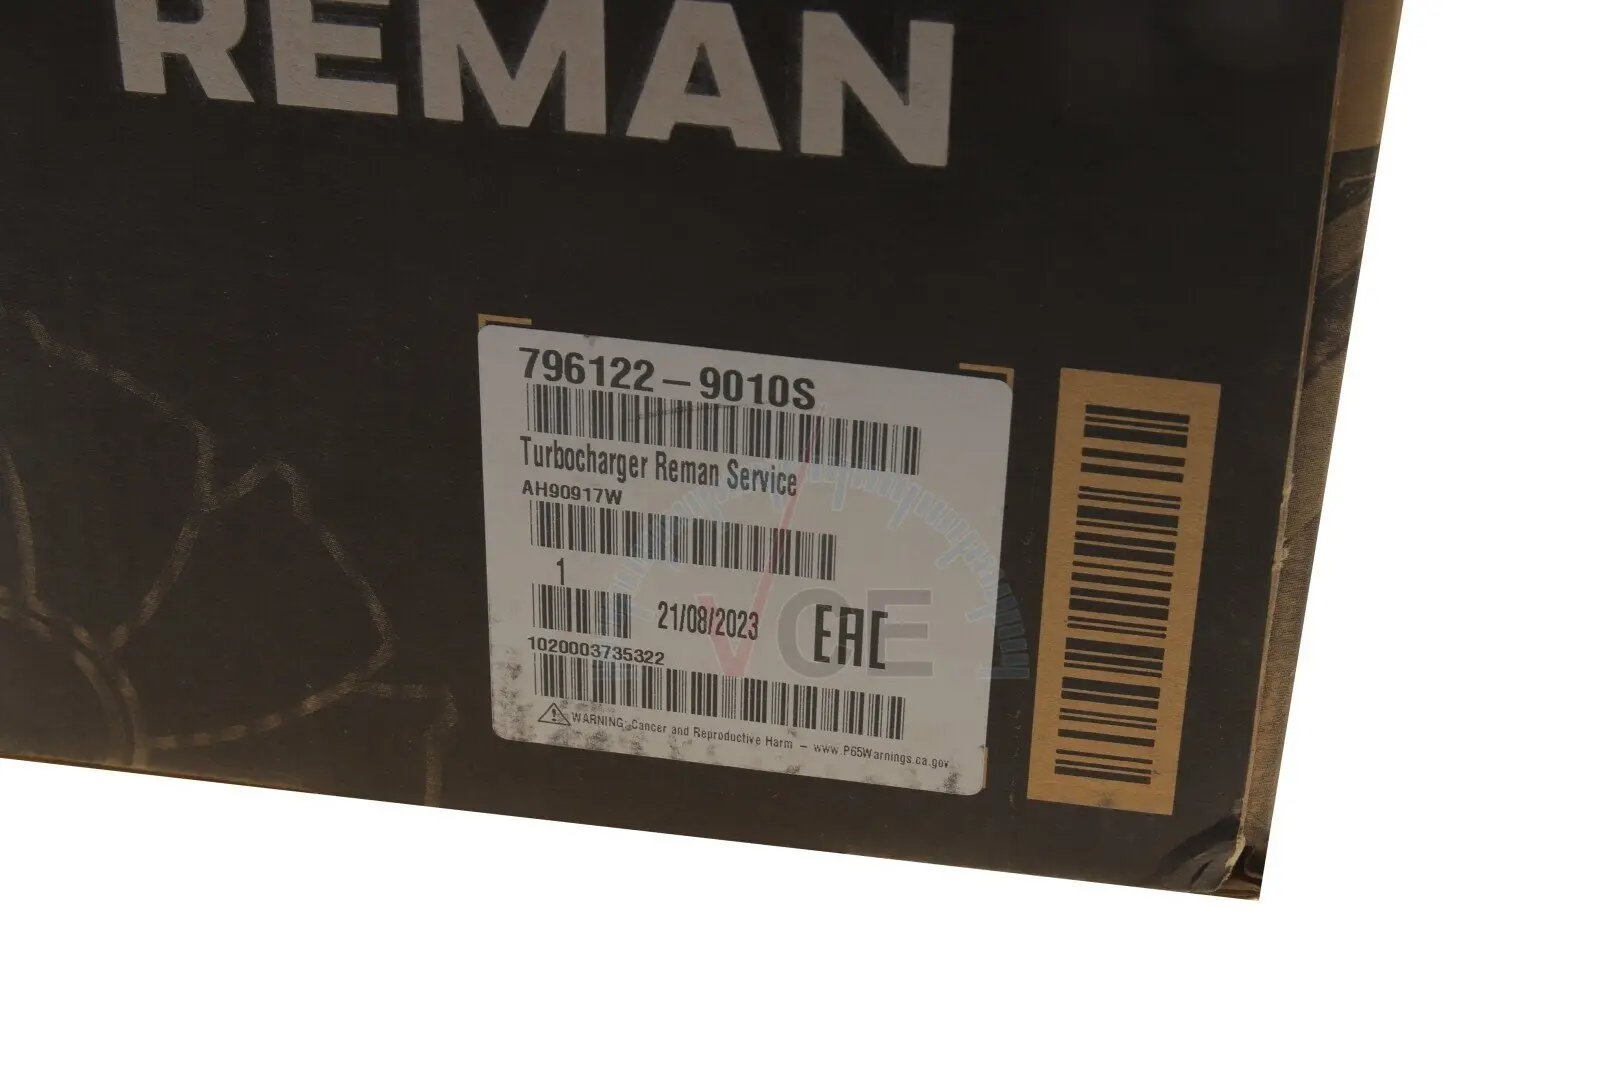 REMAN
796122-9010S
Turbocharger Reman Service
AH90917W
1
21/08/2023
EAC
1020003735322
WARNING: Cancer and Reproductive Harm - www.P65Warnings.ca.gov
VCE